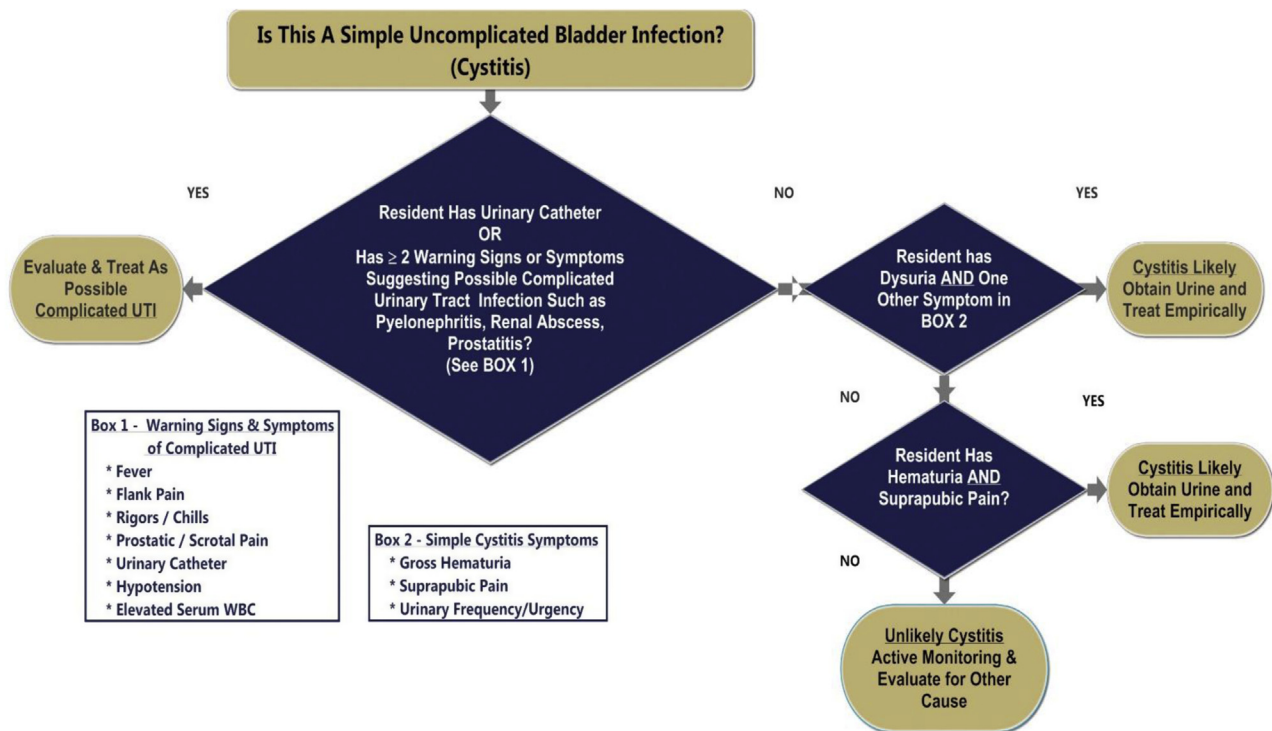 Is This A Simple Uncomplicated Bladder Infection?
(Cystitis)
YES
NO
YES
Resident Has Urinary Catheter
OR
Has ≥ 2 Warning Signs or Symptoms
Suggesting Possible Complicated
Urinary Tract Infection Such as
Pyelonephritis, Renal Abscess,
Prostatitis?
(See BOX 1)
Evaluate & Treat As
Possible
Complicated UTI
Resident has
Dysuria AND One
Other Symptom in
BOX 2
Cystitis Likely
Obtain Urine and
Treat Empirically
NO
YES
Resident Has
Hematuria AND
Suprapubic Pain?
Cystitis Likely
Obtain Urine and
Treat Empirically
NO
Unlikely Cystitis
Active Monitoring &
Evaluate for Other
Cause
Box 1 - Warning Signs & Symptoms
of Complicated UTI
* Fever
* Flank Pain
* Rigors / Chills
* Prostatic / Scrotal Pain
* Urinary Catheter
* Hypotension
* Elevated Serum WBC
Box 2 - Simple Cystitis Symptoms
* Gross Hematuria
* Suprapubic Pain
* Urinary Frequency/Urgency